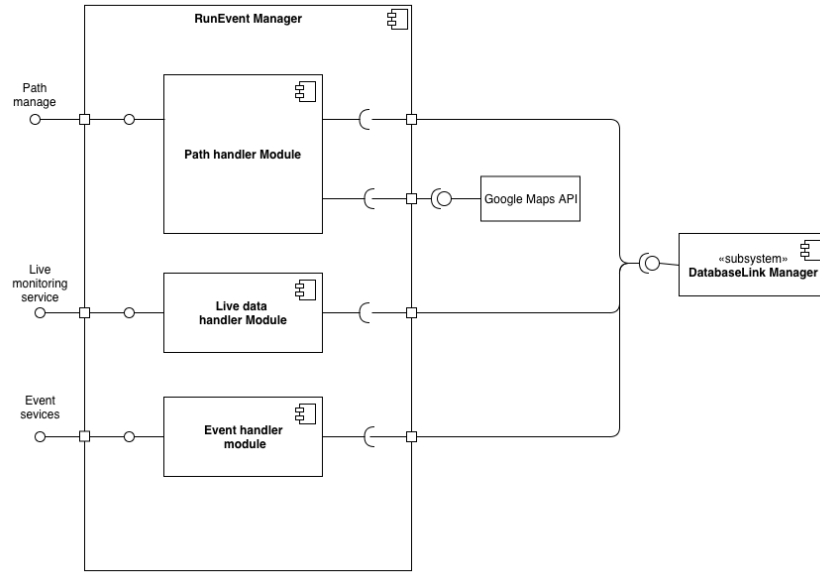 RunEvent Manager
Path
manage
Path handler Module
Google Maps API
«subsystem»
DatabaseLink Manager
Live
monitoring
service
Live data
handler Module
Event
sevices
Event handler
module